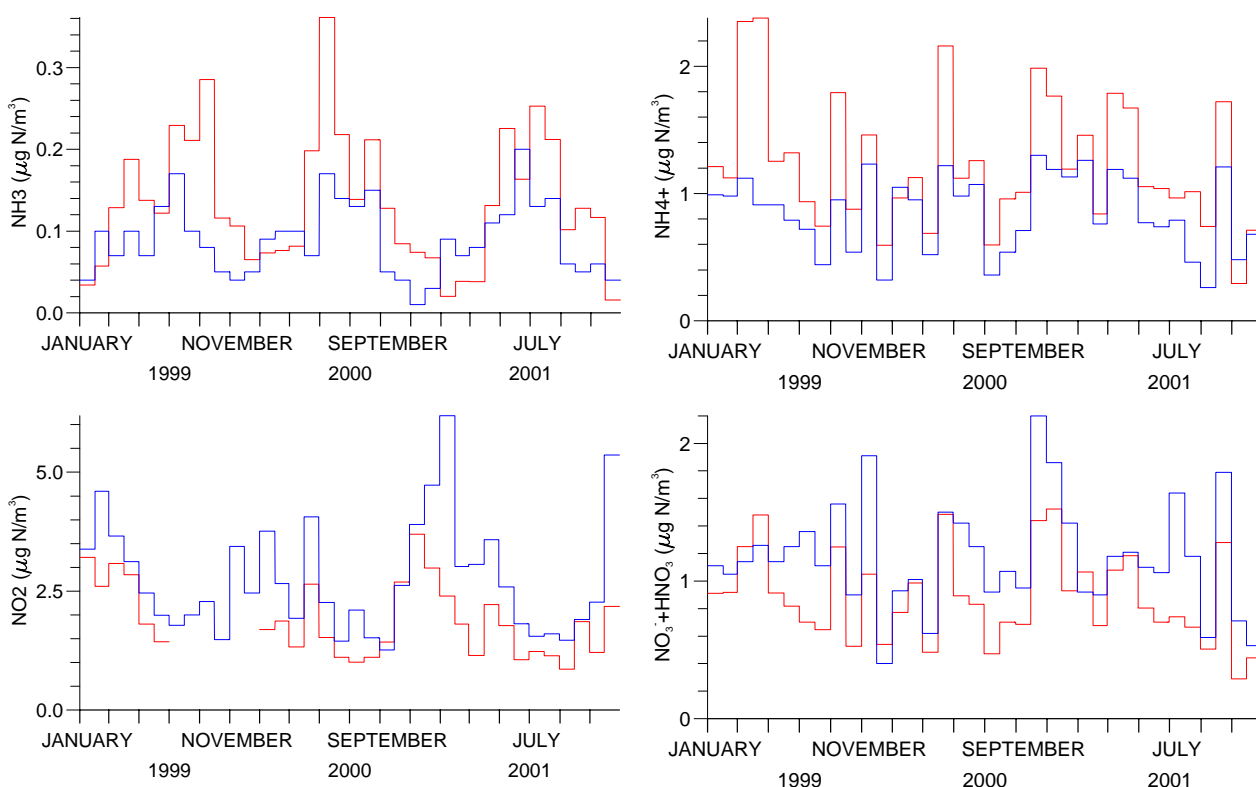 NH3 (μg N/m³)
0.3
0.2
0.1
0.0
JANUARY NOVEMBER SEPTEMBER JULY
1999 2000 2001
NH4+ (μg N/m³)
2
1
0
JANUARY NOVEMBER SEPTEMBER JULY
1999 2000 2001
NO2 (μg N/m³)
5.0
2.5
0.0
JANUARY NOVEMBER SEPTEMBER JULY
1999 2000 2001
NO₃⁻+HNO₃ (μg N/m³)
2
1
0
JANUARY NOVEMBER SEPTEMBER JULY
1999 2000 2001